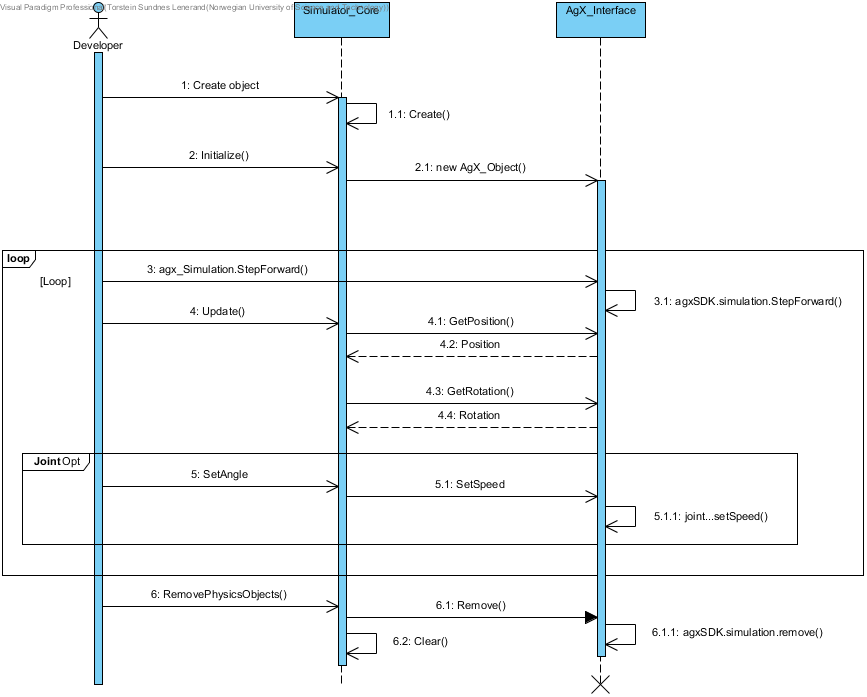 Visual Paradigm Professional(Torstein Sundnes Lenerand(Norwegian University of
Simulator_Core
AgX_Interface
Developer
1: Create object
1.1: Create()
2: Initialize()
2.1: new AgX_Object()
loop
[Loop]
3: agx_Simulation.StepForward()
3.1: agxSDK.simulation.StepForward()
4: Update()
4.1: GetPosition()
4.2: Position
4.3: GetRotation()
4.4: Rotation
Joint Opt
5: SetAngle
5.1: SetSpeed
5.1.1: joint...setSpeed()
6: RemovePhysicsObjects()
6.1: Remove()
6.1.1: agxSDK.simulation.remove()
6.2: Clear()